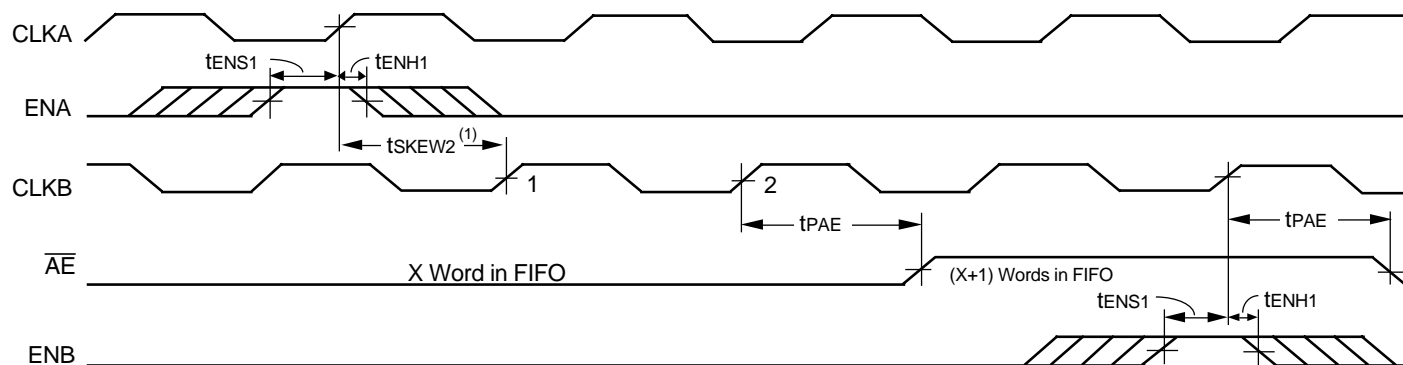 CLKA
tENS1 tENH1
ENA
tSKEW2 (1)
CLKB 1 2
tPAE tPAE
AE X Word in FIFO (X+1) Words in FIFO
tENS1 tENH1
ENB